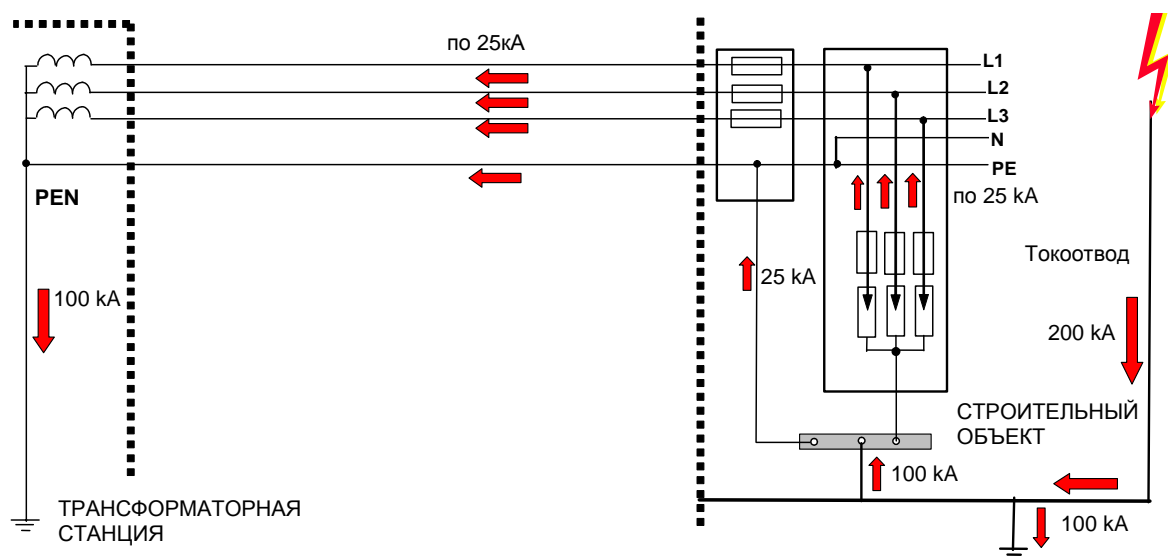 по 25кА
L1
L2
L3
N
PE
PEN
по 25 kA
Токоотвод
100 kA
25 kA
200 kA
СТРОИТЕЛЬНЫЙ
ОБЪЕКТ
100 kA
ТРАНСФОРМАТОРНАЯ
СТАНЦИЯ
100 kA